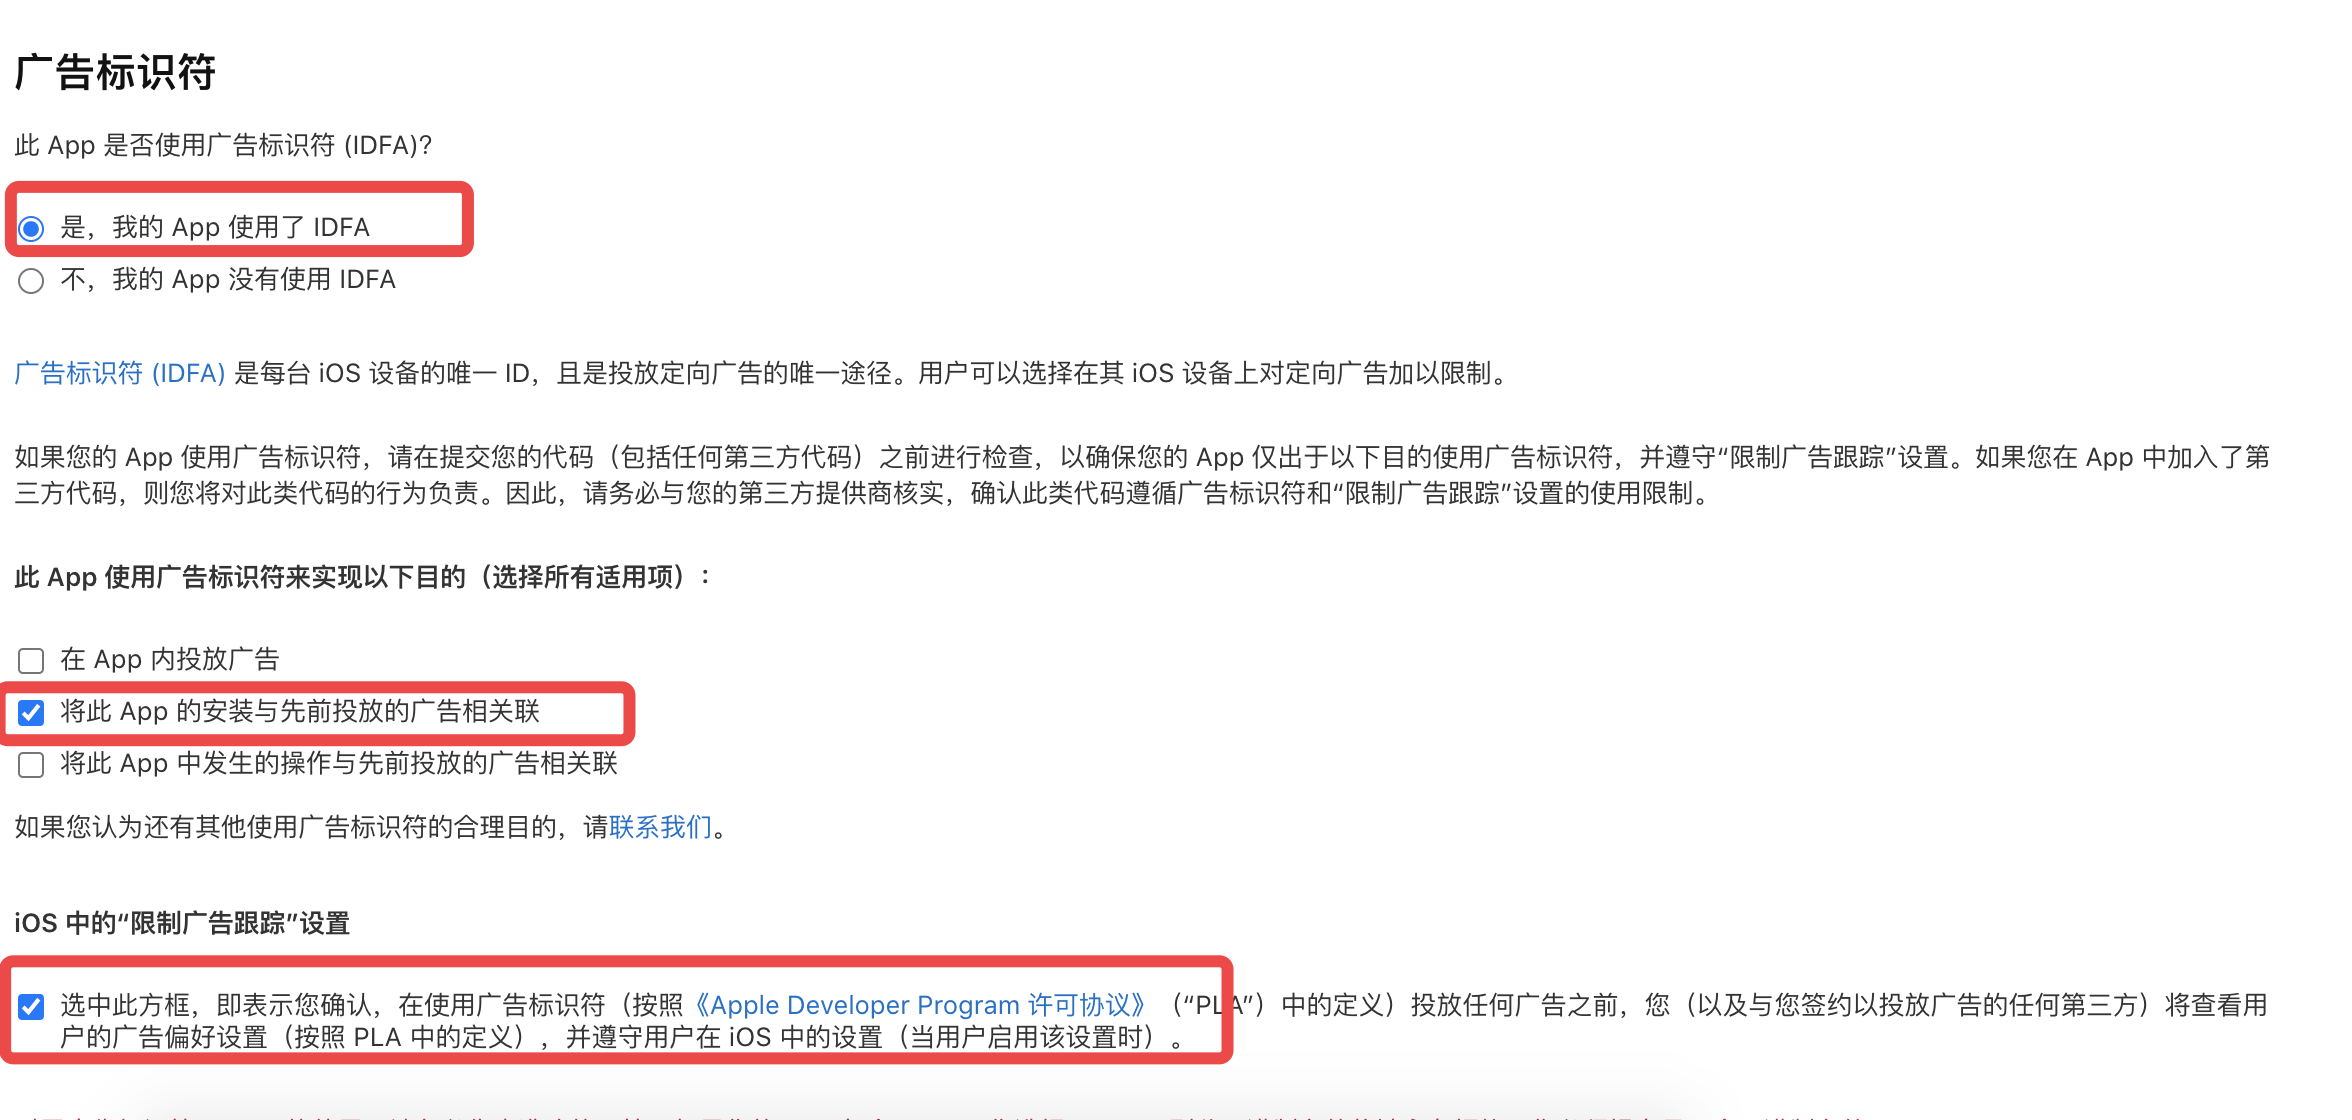 广告标识符
此 App 是否使用广告标识符 (IDFA)?
是，我的 App 使用了 IDFA
不，我的 App 没有使用 IDFA
广告标识符 (IDFA) 是每台 iOS 设备的唯一 ID，且是投放定向广告的唯一途径。用户可以选择在其 iOS 设备上对定向广告加以限制。
如果您的 App 使用广告标识符，请在提交您的代码（包括任何第三方代码）之前进行检查，以确保您的 App 仅出于以下目的使用广告标识符，并遵守“限制广告跟踪”设置。如果您在 App 中加入了第
三方代码，则您将对此类代码的行为负责。因此，请务必与您的第三方提供商核实，确认此类代码遵循广告标识符和“限制广告跟踪”设置的使用限制。
此 App 使用广告标识符来实现以下目的（选择所有适用项）：
在 App 内投放广告
将此 App 的安装与先前投放的广告相关联
将此 App 中发生的操作与先前投放的广告相关联
如果您认为还有其他使用广告标识符的合理目的，请联系我们。
iOS 中的“限制广告跟踪”设置
选中此方框，即表示您确认，在使用广告标识符（按照《Apple Developer Program 许可协议》（“PLA”）中的定义）投放任何广告之前，您（以及与您签约以投放广告的任何第三方）将查看用
户的广告偏好设置（按照 PLA 中的定义），并遵守用户在 iOS 中的设置（当用户启用该设置时）。